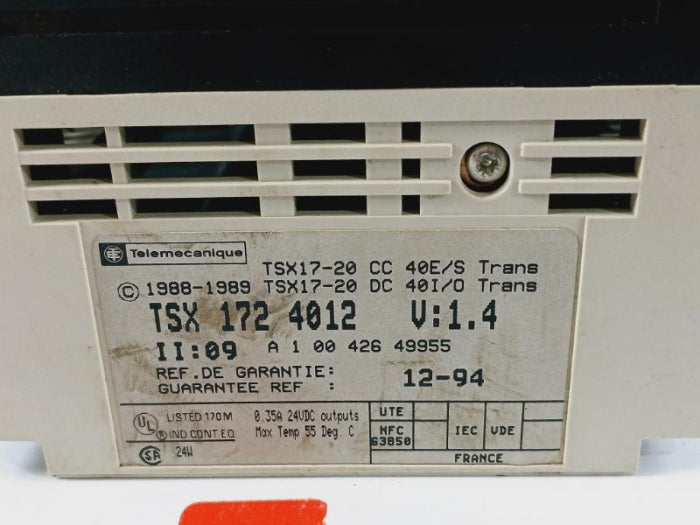 Telemecanique
TSX17-20 CC 40E/S Trans
© 1988-1989 TSX17-20 DC 40I/O Trans
TSX 172 4012 V:1.4
II:09 A 1 00 426 49955
REF.DE GARANTIE:
GUARANTEE REF : 12-94
UL LISTED 170M 0.35A 24VDC outputs UTE
® IND CONT EQ Max Temp 55 Deg. C NFC 63850 IEC VDE
SA 24W
FRANCE